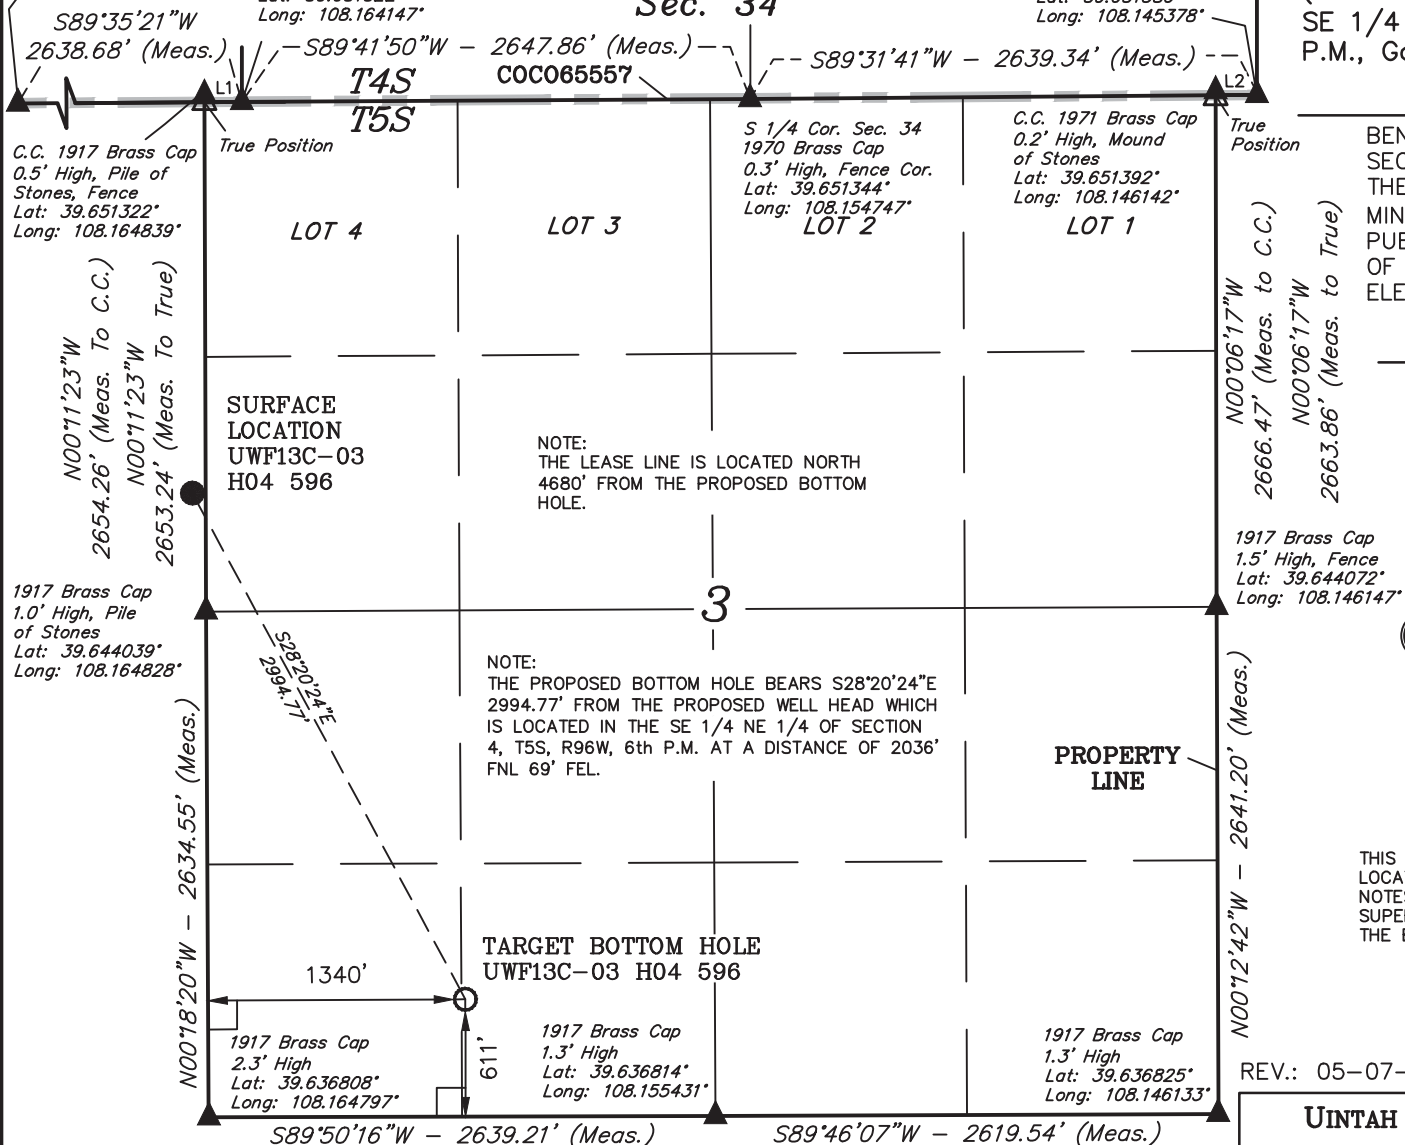 Long: 108.164147°
Sec. 34
Long: 108.145378°
SE 1/4
P.M.,
S89°35'21"W
2638.68' (Meas.)
S89°41'50"W – 2647.86' (Meas.)
S89°31'41"W – 2639.34' (Meas.)
T4S
T5S
COC065557
L1
L2
True Position
True
Position
C.C. 1917 Brass Cap
0.5' High, Pile of
Stones, Fence
Lat: 39.651322°
Long: 108.164839°
S 1/4 Cor. Sec. 34
1970 Brass Cap
0.3' High, Fence Cor.
Lat: 39.651344°
Long: 108.154747°
C.C. 1971 Brass Cap
0.2' High, Mound
of Stones
Lat: 39.651392°
Long: 108.146142°
LOT 4
LOT 3
LOT 2
LOT 1
BEN
SEC
THE
MIN
PUB
OF
ELE
N00°11'23"W
2654.26' (Meas. To C.C.)
N00°11'23"W
2653.24' (Meas. To True)
N00°06'17"W
2666.47' (Meas. to C.C.)
N00°06'17"W
2663.86' (Meas. to True)
SURFACE
LOCATION
UWF13C–03
H04 596
NOTE:
THE LEASE LINE IS LOCATED NORTH
4680' FROM THE PROPOSED BOTTOM
HOLE.
1917 Brass Cap
1.0' High, Pile
of Stones
Lat: 39.644039°
Long: 108.164828°
1917 Brass Cap
1.5' High, Fence
Lat: 39.644072°
Long: 108.146147°
3
S28°20'24"E
2994.77'
NOTE:
THE PROPOSED BOTTOM HOLE BEARS S28°20'24"E
2994.77' FROM THE PROPOSED WELL HEAD WHICH
IS LOCATED IN THE SE 1/4 NE 1/4 OF SECTION
4, T5S, R96W, 6th P.M. AT A DISTANCE OF 2036'
FNL 69' FEL.
PROPERTY
LINE
N00°18'20"W – 2634.55' (Meas.)
N00°12'42"W – 2641.20' (Meas.)
THIS
LOCA
NOTES
SUPER
THE
TARGET BOTTOM HOLE
UWF13C–03 H04 596
1340'
611'
1917 Brass Cap
2.3' High
Lat: 39.636808°
Long: 108.164797°
1917 Brass Cap
1.3' High
Lat: 39.636814°
Long: 108.155431°
1917 Brass Cap
1.3' High
Lat: 39.636825°
Long: 108.146133°
S89°50'16"W – 2639.21' (Meas.)
S89°46'07"W – 2619.54' (Meas.)
REV.: 05–07–
UINTAH